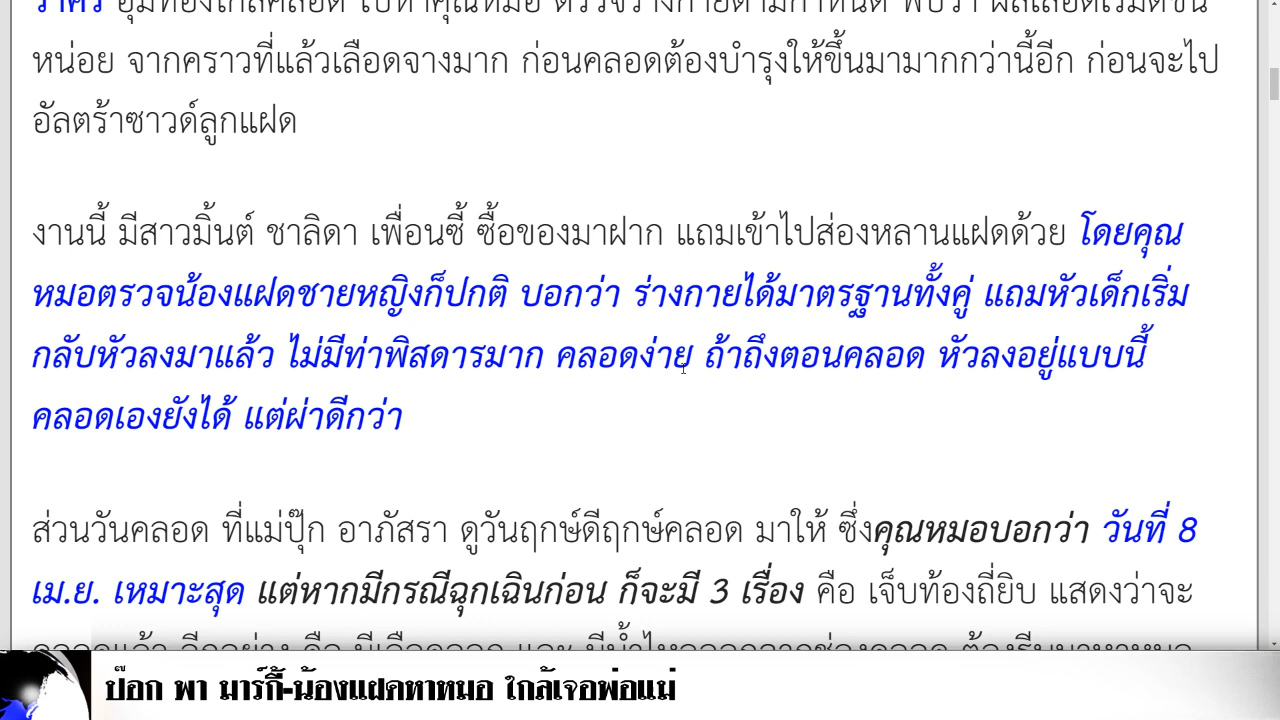 หน่อย จากคราวที่แล้วเลือดจางมาก ก่อนคลอดต้องบำรุงให้ขึ้นมามากกว่านี้อีก ก่อนจะไป
อัลตร้าซาวด์ลูกแฝด
งานนี้ มีสาวมิ้นต์ ชาลิดา เพื่อนซี้ ซื้อของมาฝาก แถมเข้าไปส่องหลานแฝดด้วย โดยคุณ
หมอตรวจน้องแฝดชายหญิงก็ปกติ บอกว่า ร่างกายได้มาตรฐานทั้งคู่ แถมหัวเด็กเริ่ม
กลับหัวลงมาแล้ว ไม่มีท่าพิสดารมาก คลอดง่าย ถ้าถึงตอนคลอด หัวลงอยู่แบบนี้
คลอดเองยังได้ แต่ผ่าดีกว่า
ส่วนวันคลอด ที่แม่ปุ๊ก อาภัสรา ดูวันฤกษ์ดีฤกษ์คลอด มาให้ ซึ่งคุณหมอบอกว่า วันที่ 8
เม.ย. เหมาะสุด แต่หากมีกรณีฉุกเฉินก่อน ก็จะมี 3 เรื่อง คือ เจ็บท้องถี่ยิบ แสดงว่าจะ
ป๊อก พา มาร์กี้-น้องแฝดหาหมอ ใกล้เจอพ่อแม่